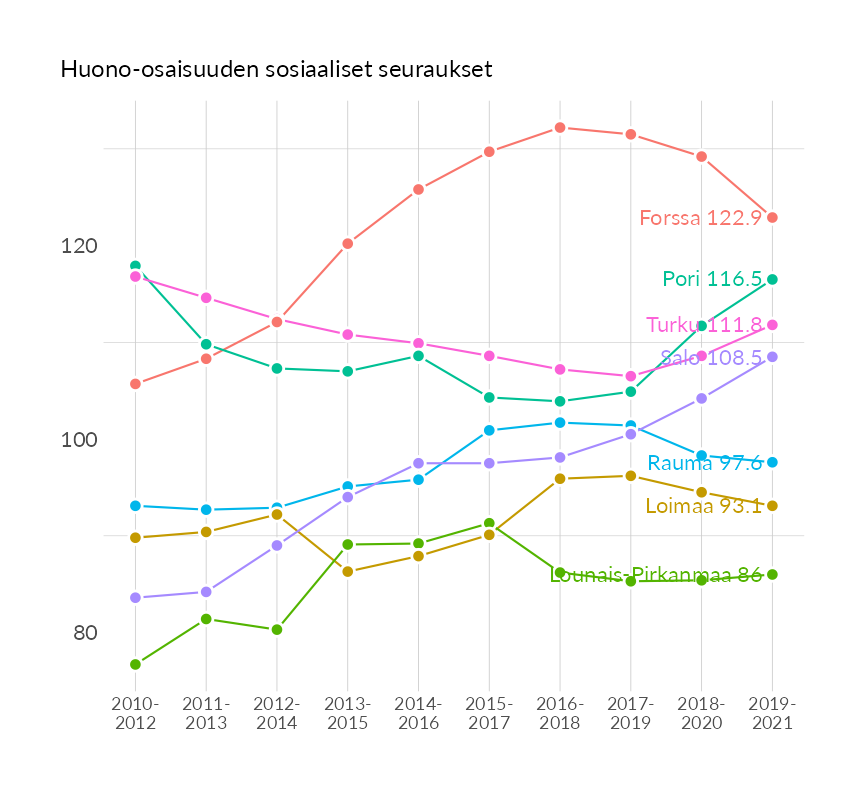 Huono-osaisuuden sosiaaliset seuraukset
Forssa 122.9
120
Pori 116.5
Turku 111.8
Salo 108.5
100
Rauma 97.6
Loimaa 93.1
Lounais-Pirkanmaa 86
80
2010- 2011- 2012- 2013- 2014- 2015- 2016- 2017- 2018- 2019-
2012 2013 2014 2015 2016 2017 2018 2019 2020 2021